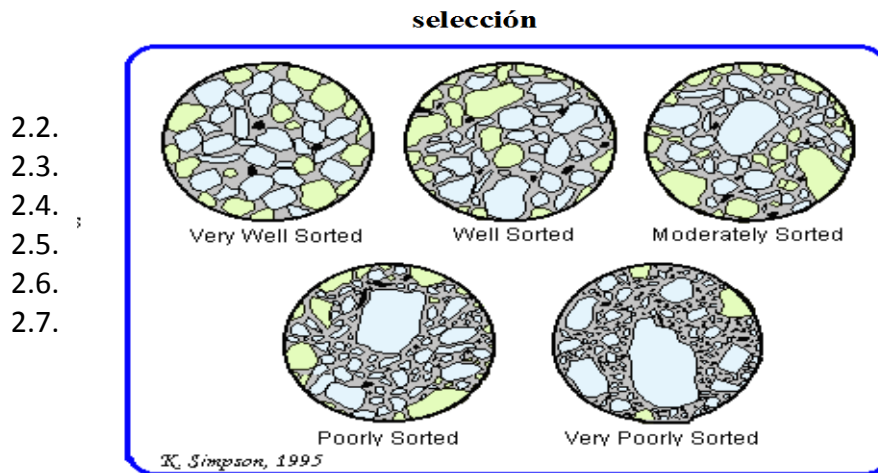 selección
2.2.
2.3.
2.4.
2.5.
2.6.
2.7.
Very Well Sorted
Well Sorted
Moderately Sorted
Poorly Sorted
Very Poorly Sorted
K. Simpson, 1995